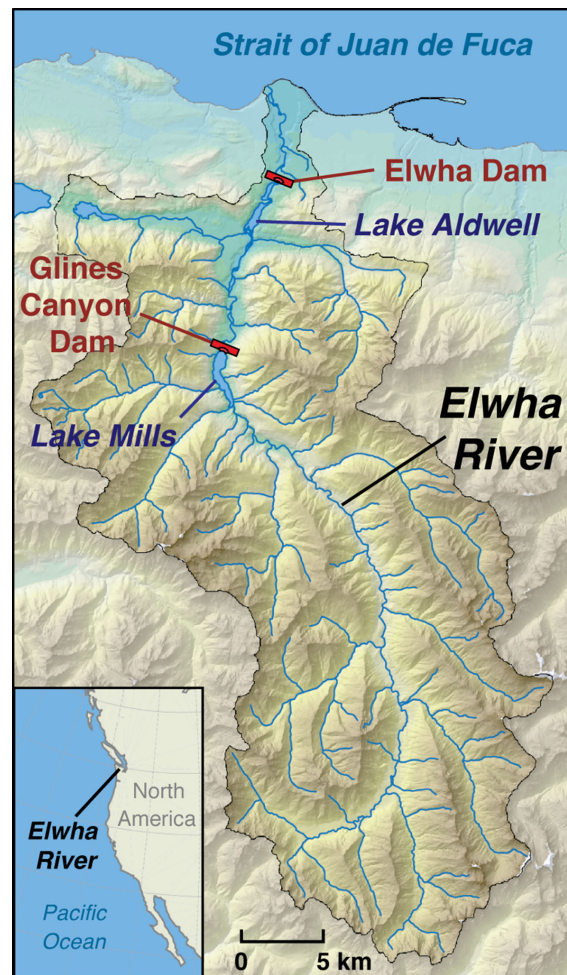 Strait of Juan de Fuca
Elwha Dam
Lake Aldwell
Glines
Canyon
Dam
Lake Mills
Elwha
River
North
America
Elwha
River
Pacific
Ocean
0 5 km